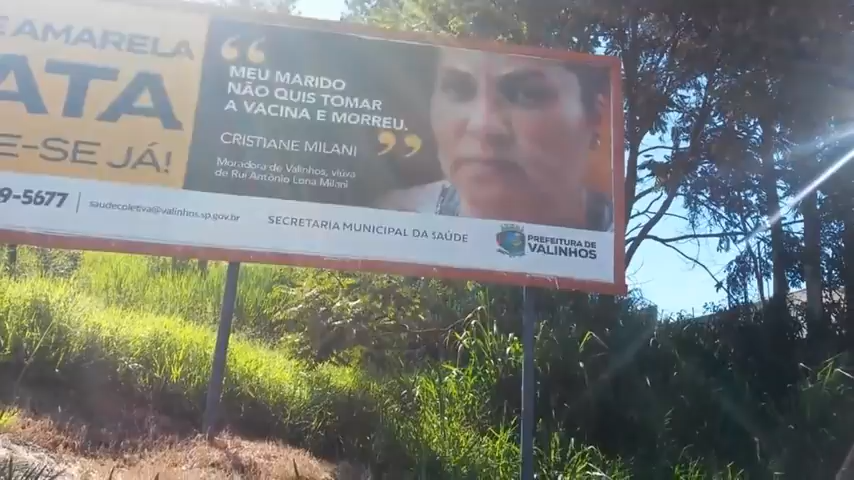 E AMARELA
ATA
E-SE JÁ!
“MEU MARIDO
NÃO QUIS TOMAR
A VACINA E MORREU.”
CRISTIANE MILANI
Moradora de Valinhos, viúva
de Rui Antônio Lona Milani
9-5677 | saudecoletiva@valinhos.sp.gov.br
SECRETARIA MUNICIPAL DA SAÚDE
PREFEITURA DE
VALINHOS